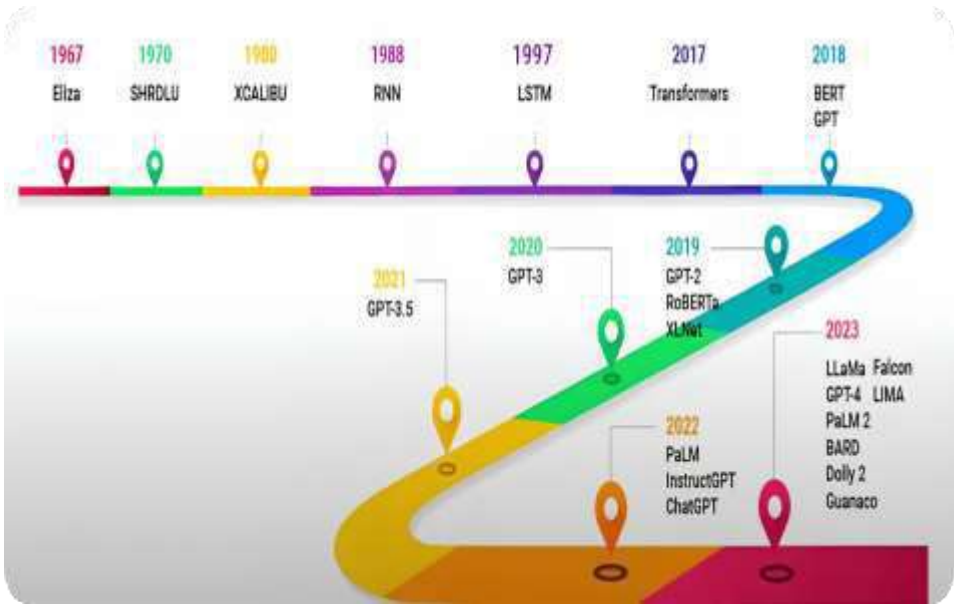 1967
Eliza
1970
SHRDLU
1980
XCALIBU
1988
RNN
1997
LSTM
2017
Transformers
2018
BERT
GPT
2019
GPT-2
RoBERTa
XLNet
2020
GPT-3
2021
GPT-3.5
2022
PaLM
InstructGPT
ChatGPT
2023
LLaMa Falcon
GPT-4 LIMA
PaLM 2
BARD
Dolly 2
Guanaco